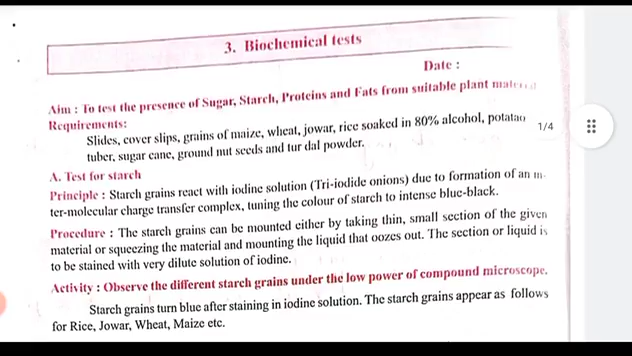 3. Biochemical tests
Date :
Aim : To test the presence of Sugar, Starch, Proteins and Fats from suitable plant material
Requirements:
Slides, cover slips, grains of maize, wheat, jowar, rice soaked in 80% alcohol, potatao
1/4
tuber, sugar cane, ground nut seeds and tur dal powder.
A. Test for starch
Principle : Starch grains react with iodine solution (Tri-iodide onions) due to formation of an in-
ter-molecular charge transfer complex, tuning the colour of starch to intense blue-black.
Procedure : The starch grains can be mounted either by taking thin, small section of the given
material or squeezing the material and mounting the liquid that oozes out. The section or liquid is
to be stained with very dilute solution of iodine.
Activity : Observe the different starch grains under the low power of compound microscope.
Starch grains turn blue after staining in iodine solution. The starch grains appear as follows
for Rice, Jowar, Wheat, Maize etc.